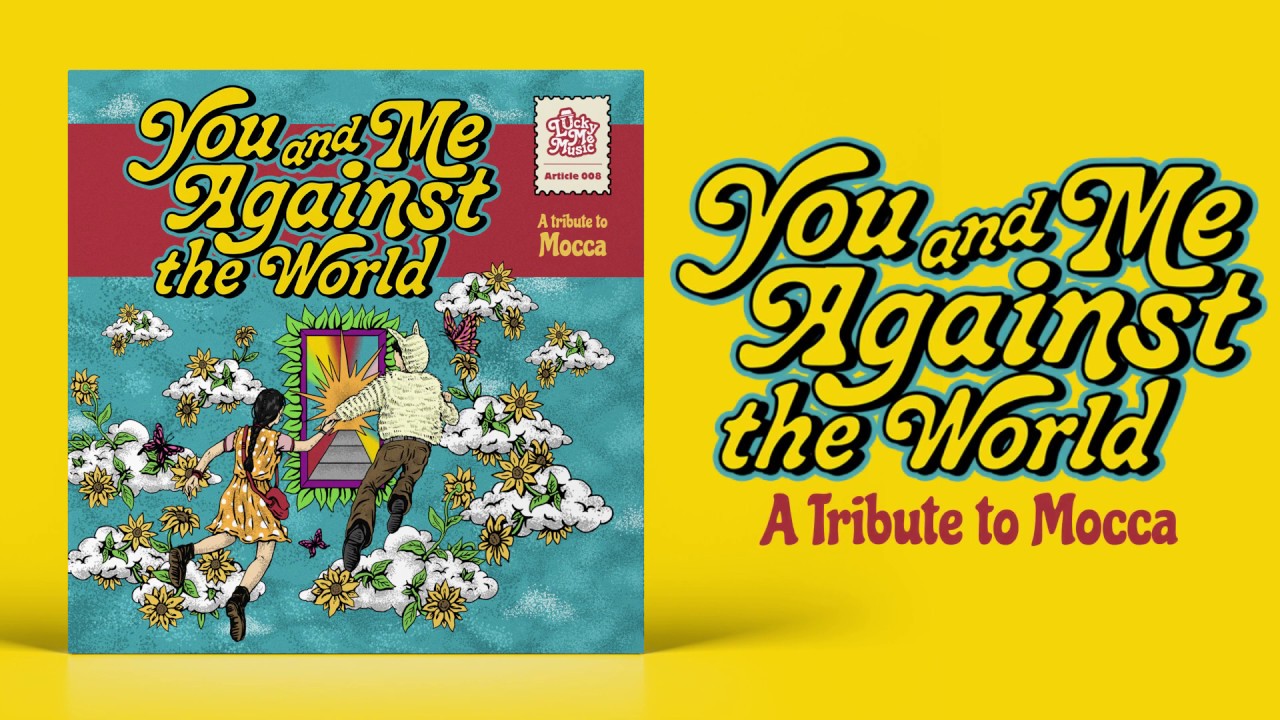 You and Me
Against
the World
Lucky
Me
Music
Article 008
A tribute to
Mocca
You and Me
Against
the World
A Tribute to Mocca